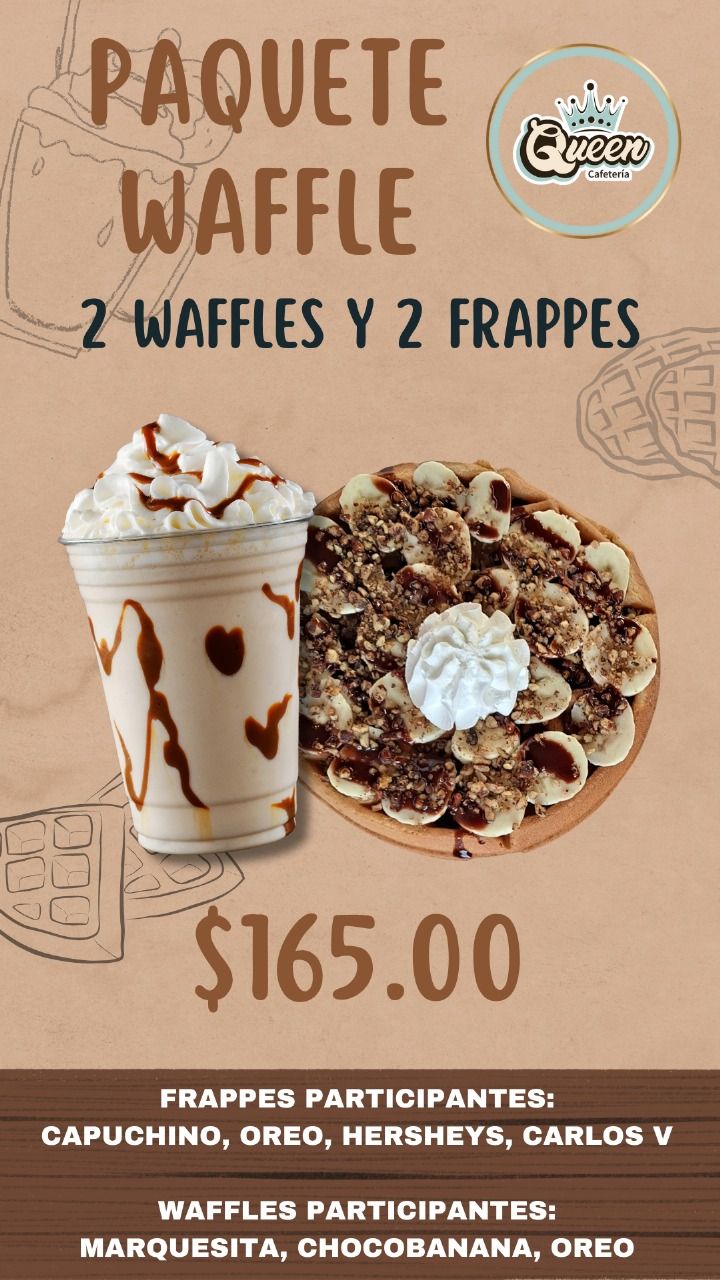 PAQUETE
WAFFLE
Queen
Cafetería
2 WAFFLES Y 2 FRAPPES
$165.00
FRAPPES PARTICIPANTES:
CAPUCHINO, OREO, HERSHEYS, CARLOS V
WAFFLES PARTICIPANTES:
MARQUESITA, CHOCOBANANA, OREO